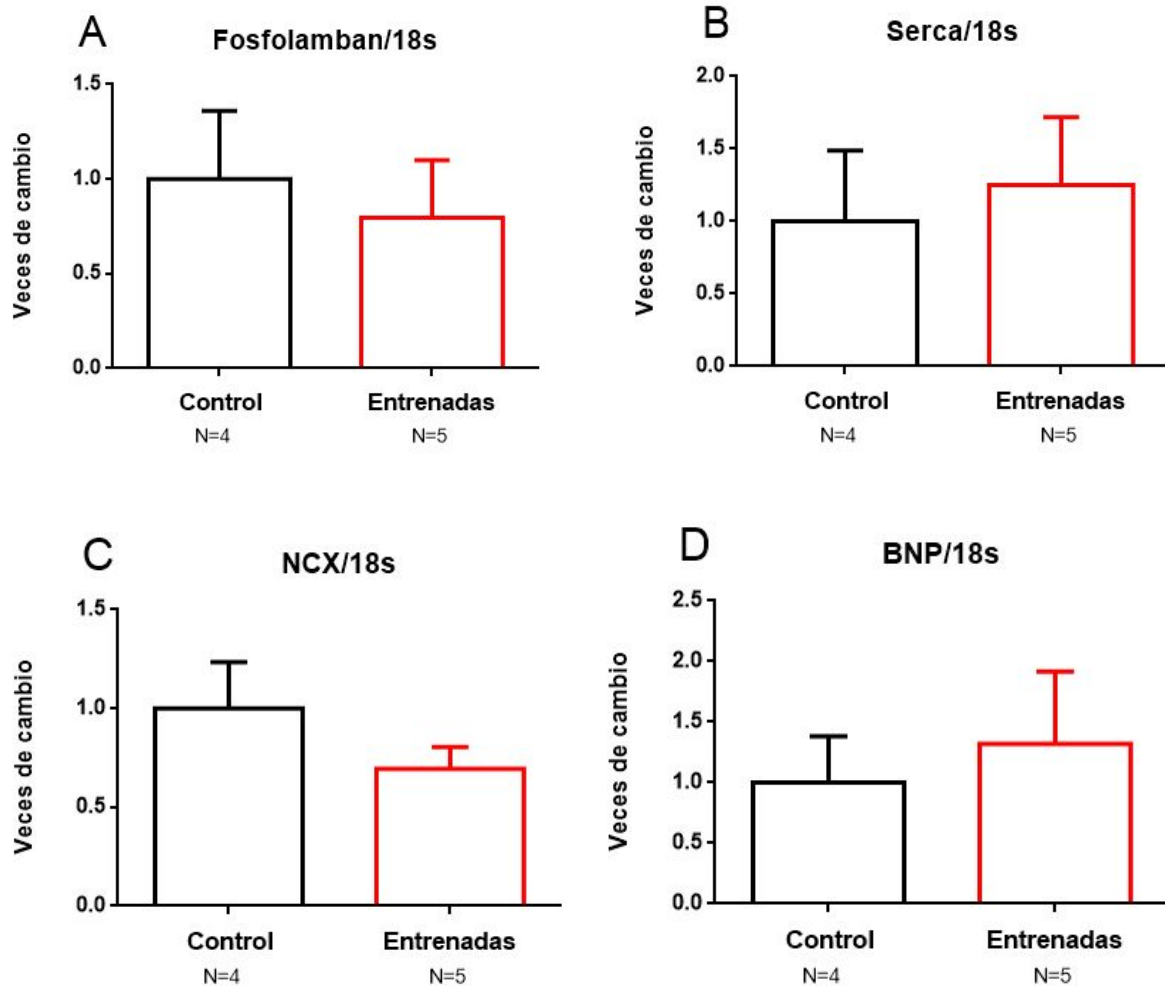 A
Fosfolamban/18s
Veces de cambio
1.5
1.0
0.5
0.0
Control
Entrenadas
N=4
N=5
B
Serca/18s
Veces de cambio
2.0
1.5
1.0
0.5
0.0
Control
Entrenadas
N=4
N=5
C
NCX/18s
Veces de cambio
1.5
1.0
0.5
0.0
Control
Entrenadas
N=4
N=5
D
BNP/18s
Veces de cambio
2.5
2.0
1.5
1.0
0.5
0.0
Control
Entrenadas
N=4
N=5